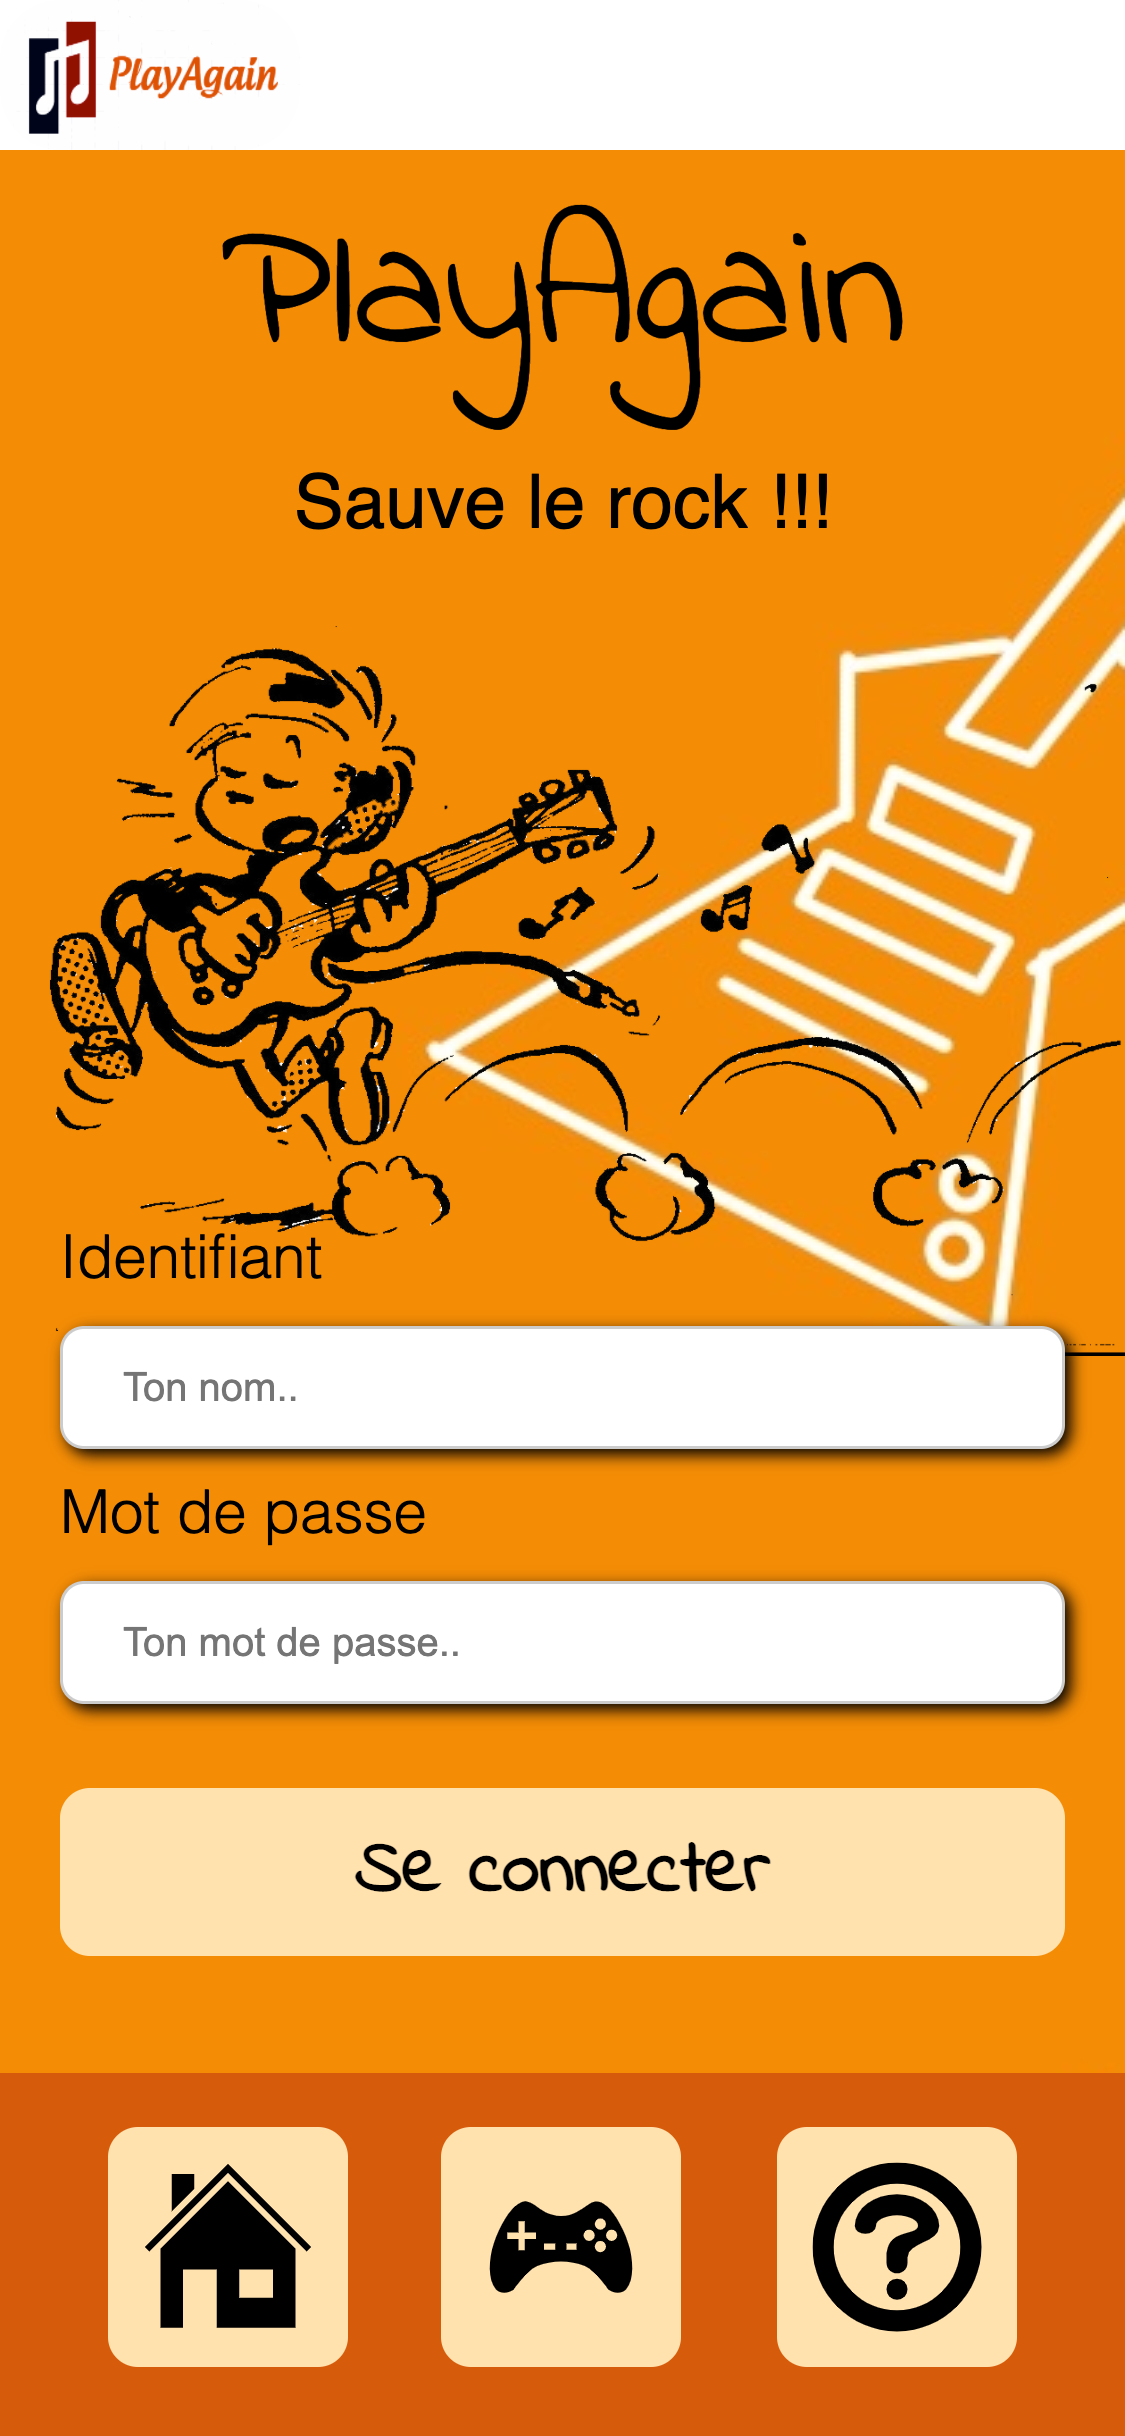 PlayAgain
PlayAgain
Sauve le rock !!!
Identifiant
Ton nom..
Mot de passe
Ton mot de passe..
Se connecter